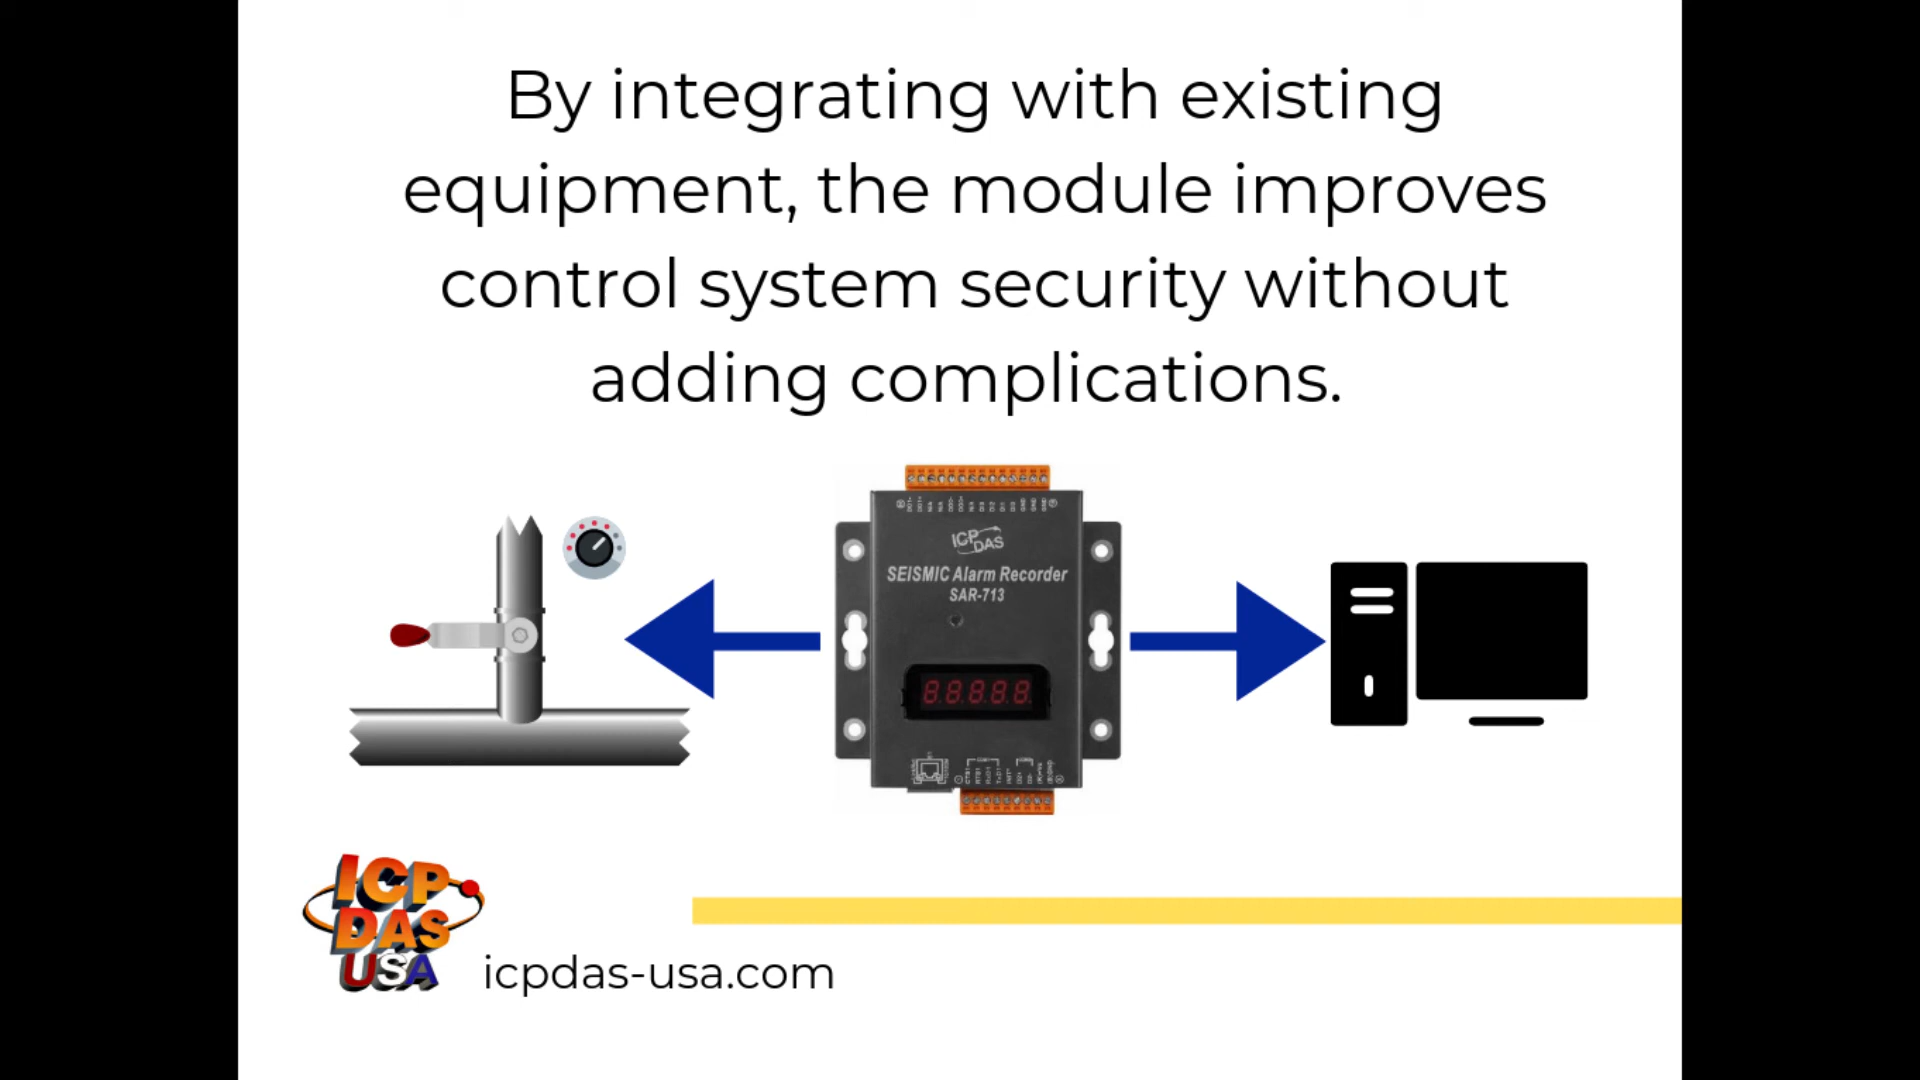 By integrating with existing
equipment, the module improves
control system security without
adding complications.
ICP
DAS
SEISMIC Alarm Recorder
SAR-713
88888
ICP
DAS
USA
icpdas-usa.com